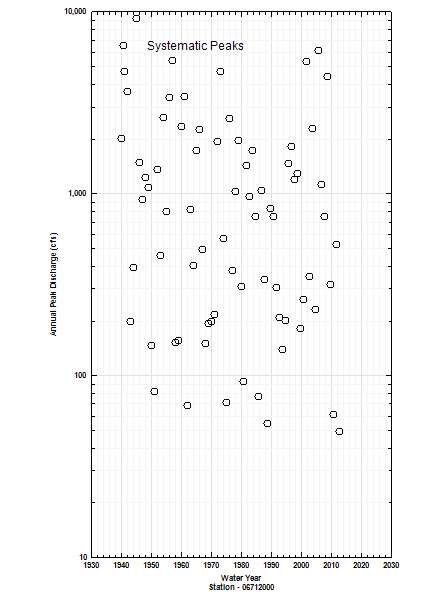 10,000
Systematic Peaks
1,000
Annual Peak Discharge (cfs)
100
10
1930 1940 1950 1960 1970 1980 1990 2000 2010 2020 2030
Water Year
Station - 06712000